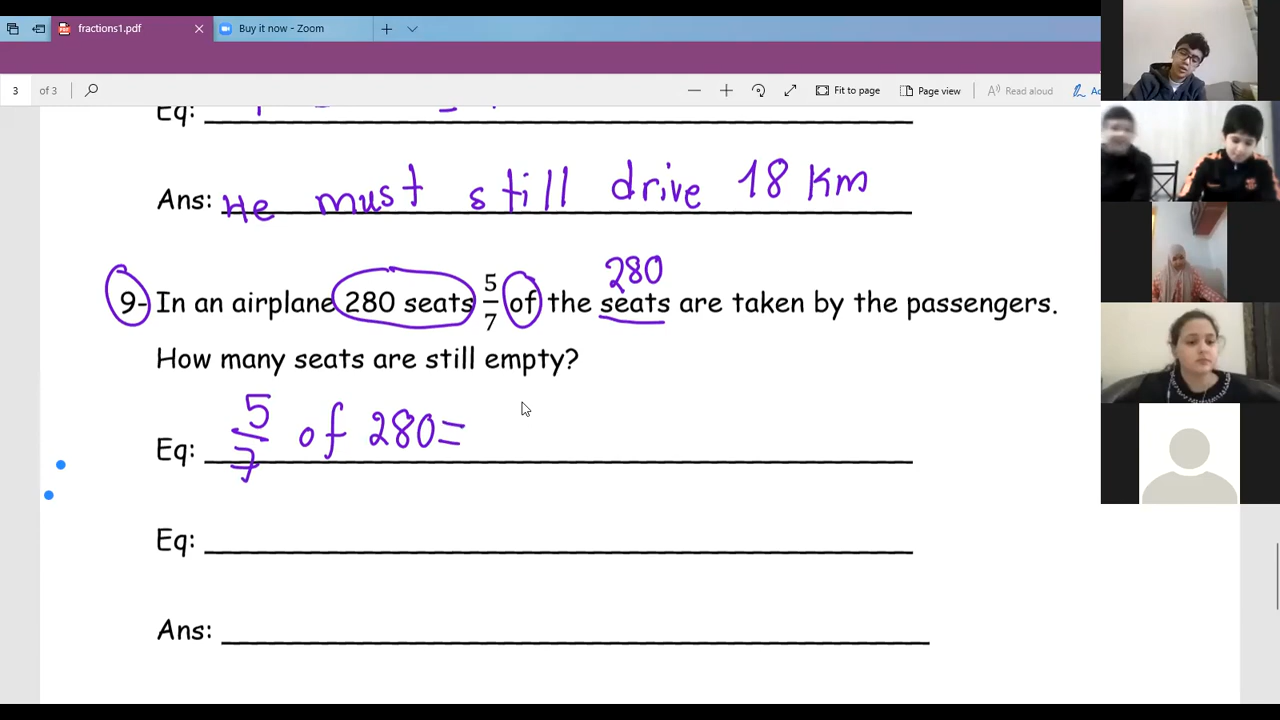 fractions1.pdf
Buy it now - Zoom
3 of 3 Fit to page Page view Read aloud
Eq:
Ans: He must still drive 18 Km
280
9- In an airplane 280 seats 5/7 of the seats are taken by the passengers.
How many seats are still empty?
Eq: 5/7 of 280=
Eq:
Ans: